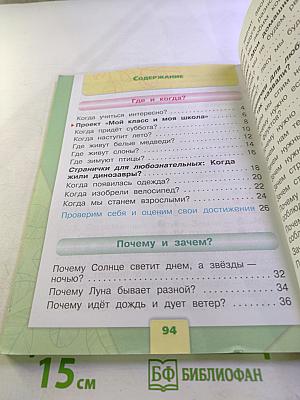 Содержание
Где и когда?
Когда учиться интересно? 4
Проект «Мой класс и моя школа» 6
Когда придёт суббота? 8
Когда наступит лето? 10
Где живут белые медведи? 12
Где живут слоны? 14
Где зимуют птицы? 16
Странички для любознательных: Когда
жили динозавры? 18
Когда появилась одежда? 20
Когда изобрели велосипед? 22
Когда мы станем взрослыми? 24
Проверим себя и оценим свои достижения 26
Почему и зачем?
Почему Солнце светит днем, а звёзды —
ночью? 32
Почему Луна бывает разной? 34
Почему идёт дождь и дует ветер? 36
94
15 см
БФ БИБЛИОФАН